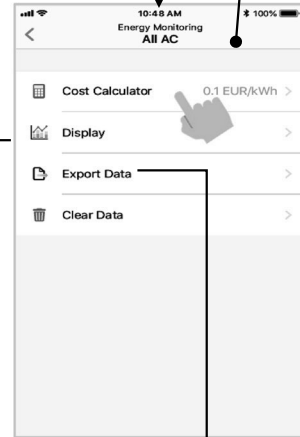 10:48 AM
100%
Energy Monitoring
All AC
Cost Calculator 0.1 EUR/kWh
Display
Export Data
Clear Data